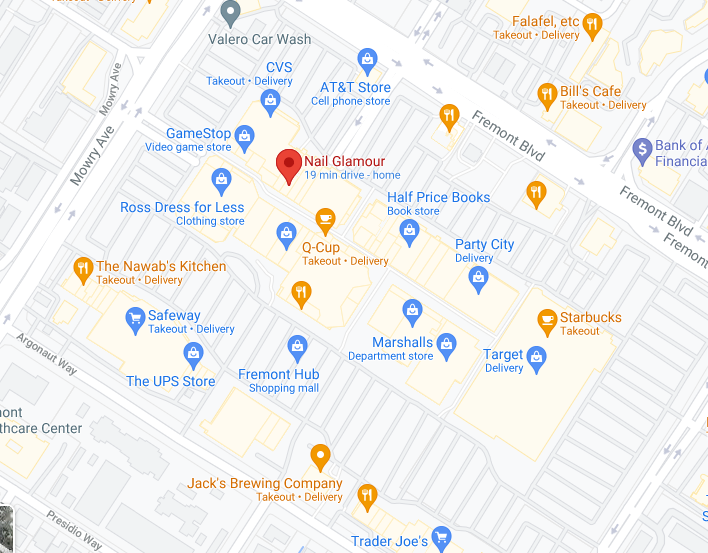 Takeout • Delivery
Valero Car Wash
Falafel, etc
Takeout • Delivery
CVS
Takeout • Delivery
AT&T Store
Cell phone store
Bill's Cafe
Takeout • Delivery
Mowry Ave
Mowry Ave
GameStop
Video game store
Fremont Blvd
Bank of
Financial
Nail Glamour
19 min drive - home
Ross Dress for Less
Clothing store
Half Price Books
Book store
Fremont Blvd
Fremont
Q-Cup
Takeout • Delivery
Party City
Delivery
The Nawab's Kitchen
Takeout • Delivery
Safeway
Takeout • Delivery
Starbucks
Takeout
Argonaut Way
Marshalls
Department store
Target
Delivery
The UPS Store
Fremont Hub
Shopping mall
mont
lthcare Center
Jack's Brewing Company
Takeout • Delivery
Presidio Way
Trader Joe's